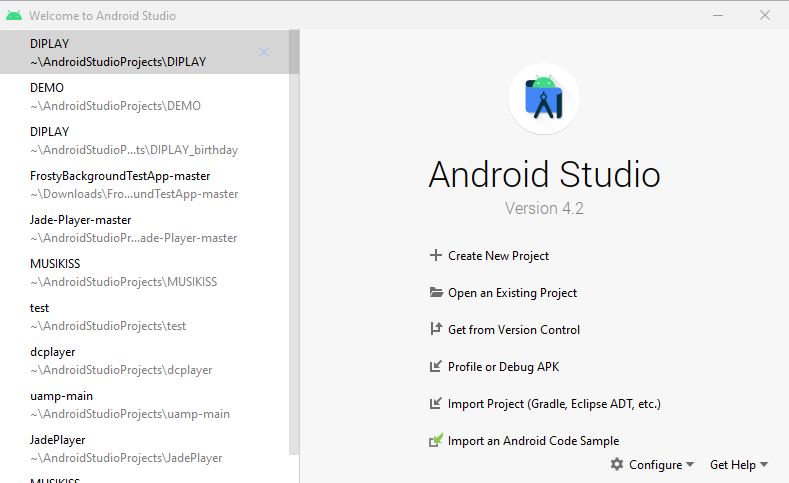 Welcome to Android Studio
DIPLAY
~\AndroidStudioProjects\DIPLAY
DEMO
~\AndroidStudioProjects\DEMO
DIPLAY
~\AndroidStudioP...ts\DIPLAY_birthday
FrostyBackgroundTestApp-master
~\Downloads\Fro...undTestApp-master
Jade-Player-master
~\AndroidStudioPr...ade-Player-master
MUSIKISS
~\AndroidStudioProjects\MUSIKISS
test
~\AndroidStudioProjects\test
dcplayer
~\AndroidStudioProjects\dcplayer
uamp-main
~\AndroidStudioProjects\uamp-main
JadePlayer
~\AndroidStudioProjects\JadePlayer
MUSIKISS
Android Studio
Version 4.2
Create New Project
Open an Existing Project
Get from Version Control
Profile or Debug APK
Import Project (Gradle, Eclipse ADT, etc.)
Import an Android Code Sample
Configure
Get Help